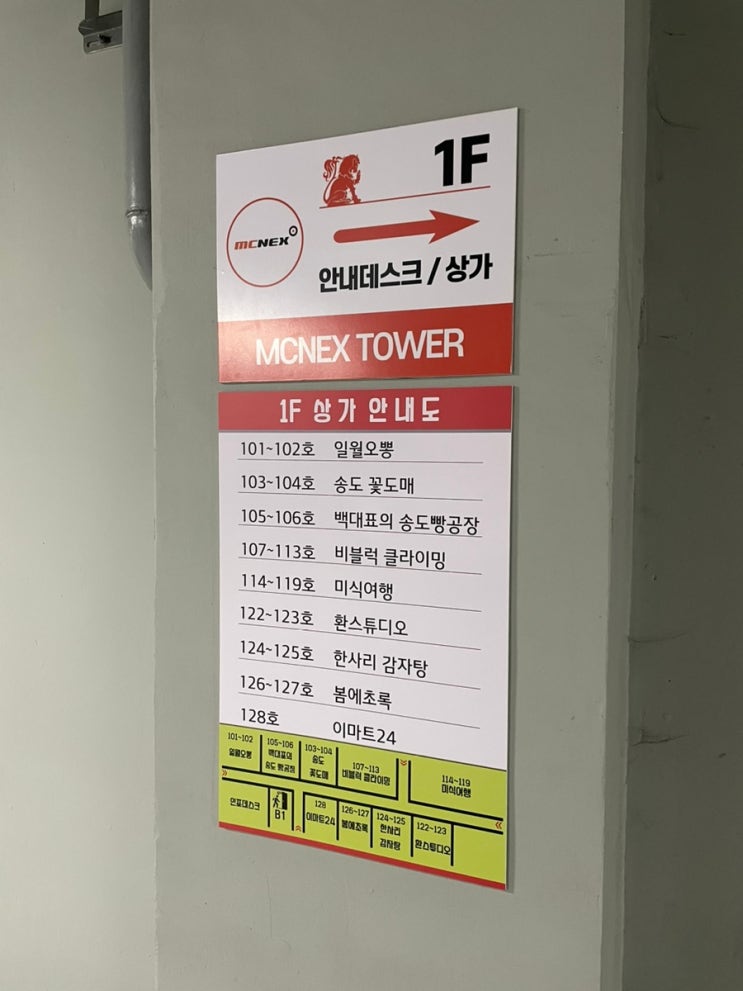 1F
mcnex
안내데스크 / 상가
MCNEX TOWER
1F 상가 안내도
101~102호 일월오뽕
103~104호 송도 꽃도매
105~106호 백대표의 송도빵공장
107~113호 비블럭 클라이밍
114~119호 미식여행
122~123호 환스튜디오
124~125호 한사리 감자탕
126~127호 봄에초록
128호 이마트24
101~102
일월오뽕
105~106
백대표의
송도 빵공장
103~104
송도
꽃도매
107~113
비블럭 클라이밍
114~119
미식여행
인포데스크
B1
128
이마트24
126~127
봄에초록
124~125
한사리
감자탕
122~123
환스튜디오